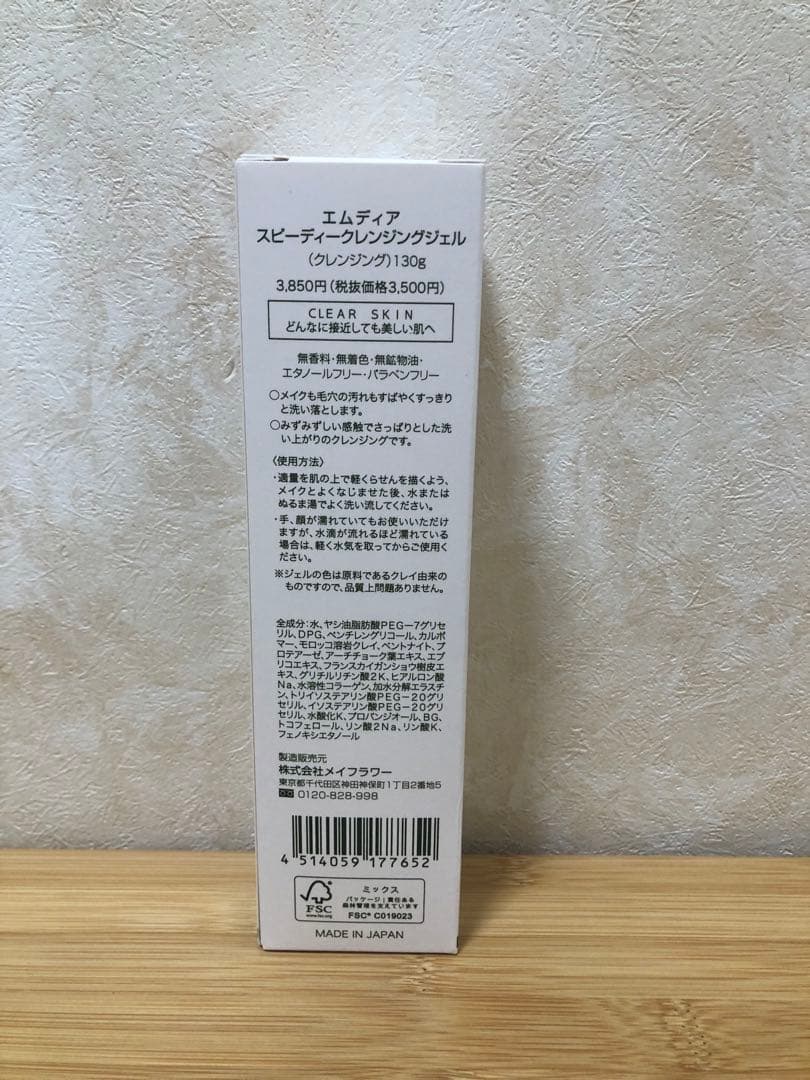 エムディア
スピーディークレンジングジェル
(クレンジング)130g
3,850円(税抜価格3,500円)
CLEAR SKIN
どんなに接近しても美しい肌へ
無香料・無着色・無鉱物油・
エタノールフリー・パラベンフリー
○メイクも毛穴の汚れもすばやくすっきり
と洗い落とします。
○みずみずしい感触でさっぱりとした洗
い上がりのクレンジングです。
〈使用方法〉
・適量を肌の上で軽くらせんを描くよう、
メイクとよくなじませた後、水または
ぬるま湯でよく洗い流してください。
・手、顔が濡れていてもお使いいただけ
ますが、水滴が流れるほど濡れている
場合は、軽く水気を取ってからご使用く
ださい。
※ジェルの色は原料であるクレイ由来の
ものですので、品質上問題ありません。
全成分:水、ヤシ油脂肪酸PEG-7グリセ
リル、DPG、ペンチレングリコール、カルボ
マー、モロッコ溶岩クレイ、ベントナイト、プ
ロテアーゼ、アーチチョーク葉エキス、エブ
リコエキス、フランスカイガンショウ樹皮エ
キス、グリチルリチン酸2K、ヒアルロン酸
Na、水溶性コラーゲン、加水分解エラスチ
ン、トリイソステアリン酸PEG-20グリ
セリル、イソステアリン酸PEG-20グリ
セリル、水酸化K、プロパンジオール、BG、
トコフェロール、リン酸2Na、リン酸K、
フェノキシエタノール
製造販売元
株式会社メイフラワー
東京都千代田区神田神保町1丁目2番地5
0120-828-998
4 514059 177652
ミックス
パッケージ|責任ある
森林管理を支えています
FSC
www.fsc.org
FSC® C019023
MADE IN JAPAN